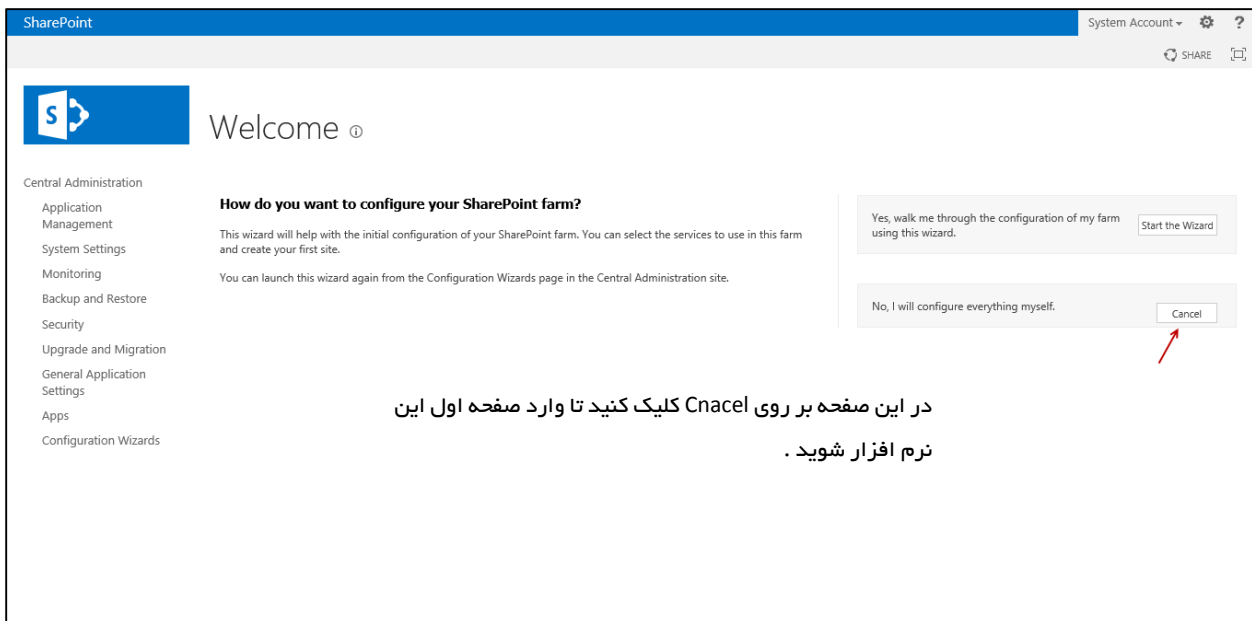 SharePoint
System Account
?
SHARE
S
Welcome
Central Administration
Application
Management
System Settings
Monitoring
Backup and Restore
Security
Upgrade and Migration
General Application
Settings
Apps
Configuration Wizards
How do you want to configure your SharePoint farm?
This wizard will help with the initial configuration of your SharePoint farm. You can select the services to use in this farm
and create your first site.
You can launch this wizard again from the Configuration Wizards page in the Central Administration site.
Yes, walk me through the configuration of my farm
using this wizard.
Start the Wizard
No, I will configure everything myself.
Cancel
در این صفحه بر روی Cnacel کلیک کنید تا وارد صفحه اول این
نرم افزار شوید .